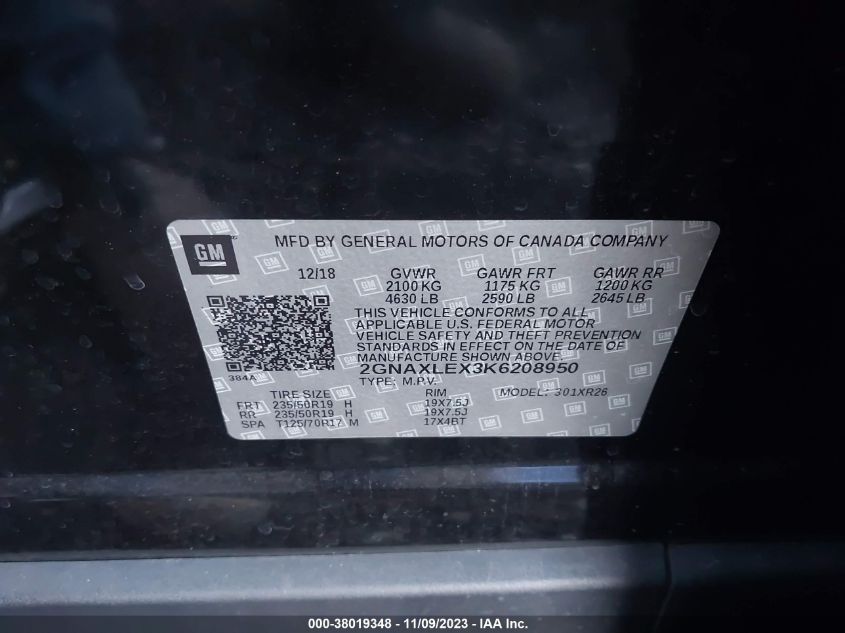 GM
MFD BY GENERAL MOTORS OF CANADA COMPANY
12/18 GVWR GAWR FRT GAWR RR
2100 KG 1175 KG 1200 KG
4630 LB 2590 LB 2645 LB
THIS VEHICLE CONFORMS TO ALL
APPLICABLE U.S. FEDERAL MOTOR
VEHICLE SAFETY AND THEFT PREVENTION
STANDARDS IN EFFECT ON THE DATE OF
MANUFACTURE SHOWN ABOVE.
384A 2GNAXLEX3K6208950
TYPE: M.P.V.
TIRE SIZE RIM MODEL: 301XR26
FRT 235/50R19 H 19X7.5J
RR 235/50R19 H 19X7.5J
SPA T125/70R17 M 17X4BT
000-38019348 - 11/09/2023 - IAA Inc.